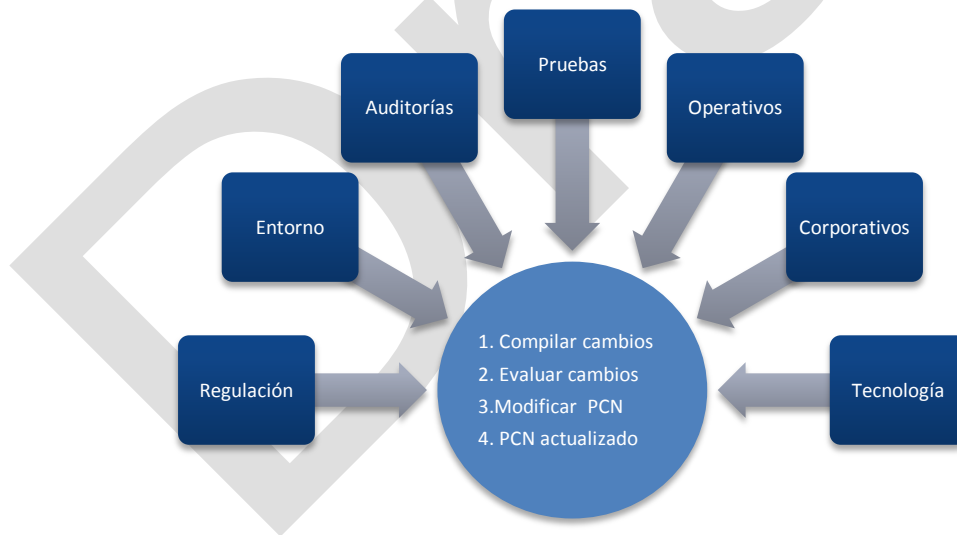 Pruebas
Auditorías
Operativos
Entorno
Corporativos
Regulación
1. Compilar cambios
2. Evaluar cambios
3.Modificar PCN
4. PCN actualizado
Tecnología